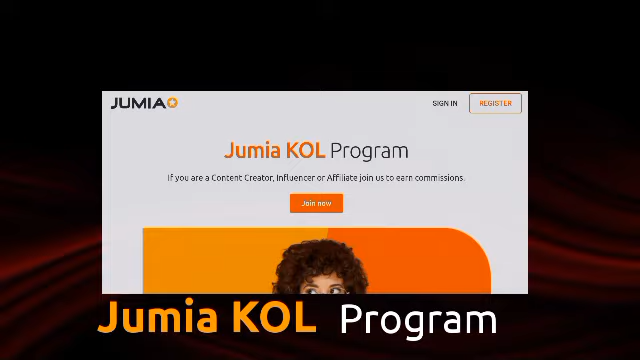 JUMIA
SIGN IN
REGISTER
Jumia KOL Program
If you are a Content Creator, Influencer or Affiliate join us to earn commissions.
Join now
Jumia KOL Program